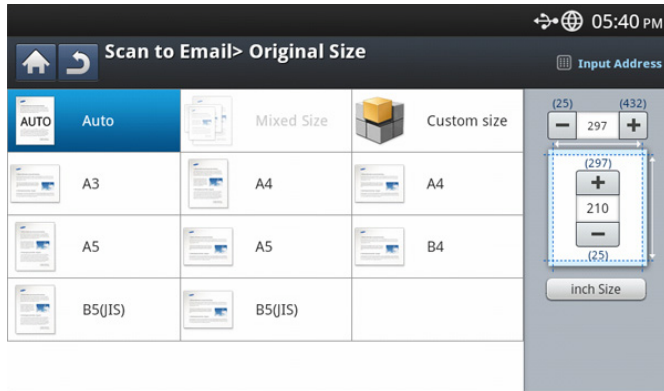 05:40 PM
Scan to Email> Original Size
Input Address
AUTO Auto
Mixed Size
Custom size
(25) (432)
297
A3
A4
A4
(297)
210
(25)
A5
A5
B4
inch Size
B5(JIS)
B5(JIS)